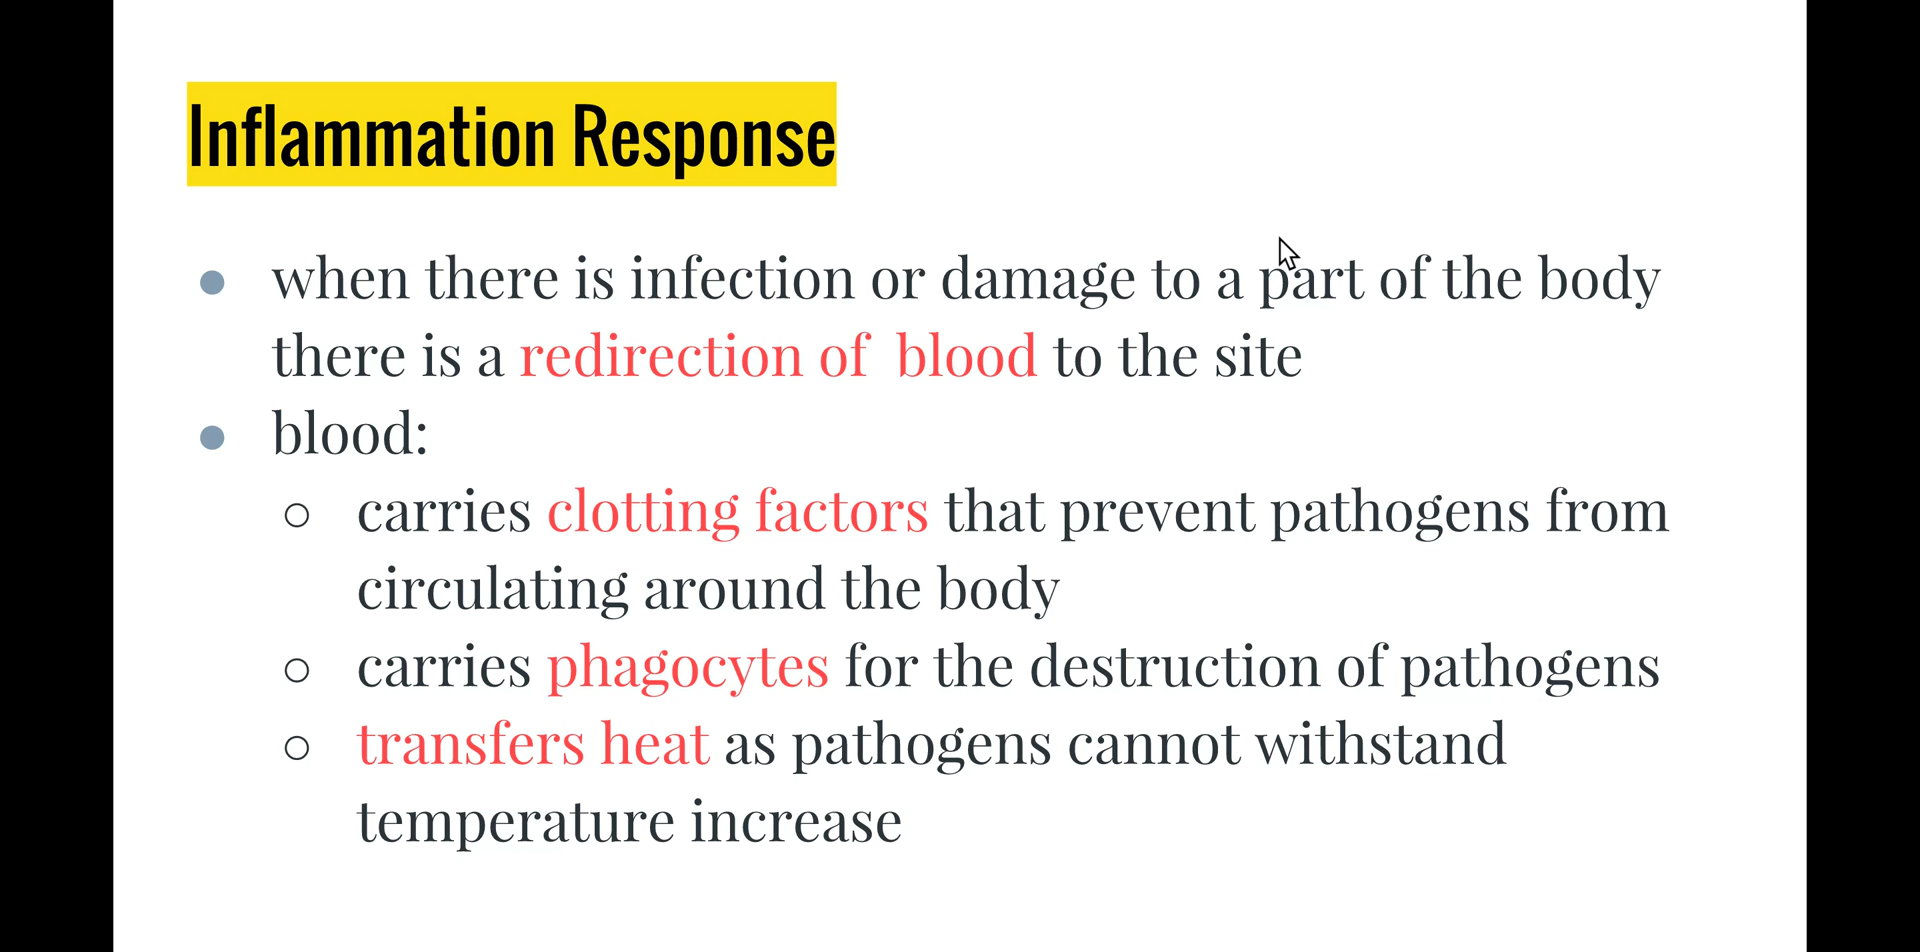 Inflammation Response
● when there is infection or damage to a part of the body
there is a redirection of blood to the site
● blood:
○ carries clotting factors that prevent pathogens from
circulating around the body
○ carries phagocytes for the destruction of pathogens
○ transfers heat as pathogens cannot withstand
temperature increase